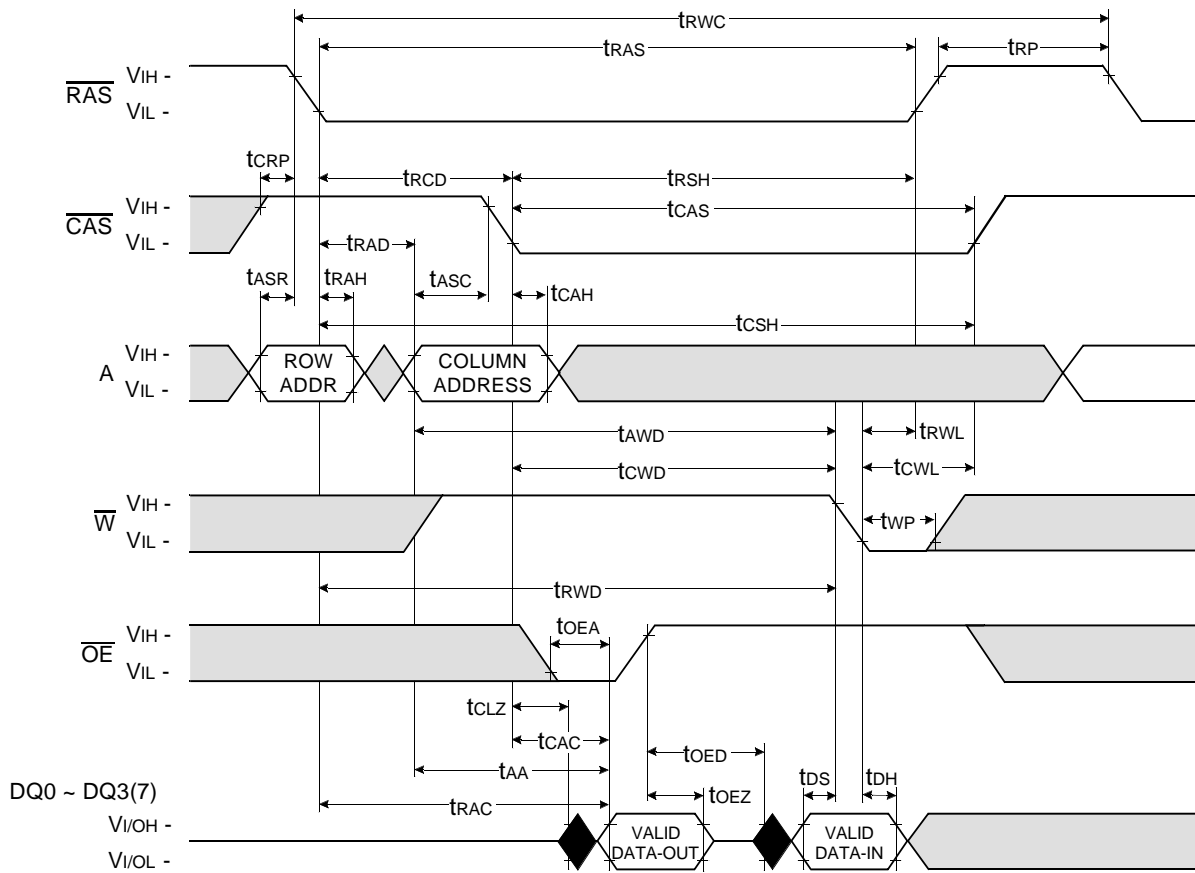 tRWC
tRAS
tRP
RAS
VIH -
VIL -
tCRP
tRCD
tRSH
CAS
VIH -
VIL -
tCAS
tRAD
tASR
tRAH
tASC
tCAH
tCSH
A
VIH -
VIL -
ROW
ADDR
COLUMN
ADDRESS
tAWD
tRWL
tCWD
tCWL
W
VIH -
VIL -
tWP
tRWD
OE
VIH -
VIL -
tOEA
tCLZ
tCAC
tOED
tAA
tDS
tDH
DQ0 ~ DQ3(7)
tRAC
tOEZ
VI/OH -
VI/OL -
VALID
DATA-OUT
VALID
DATA-IN